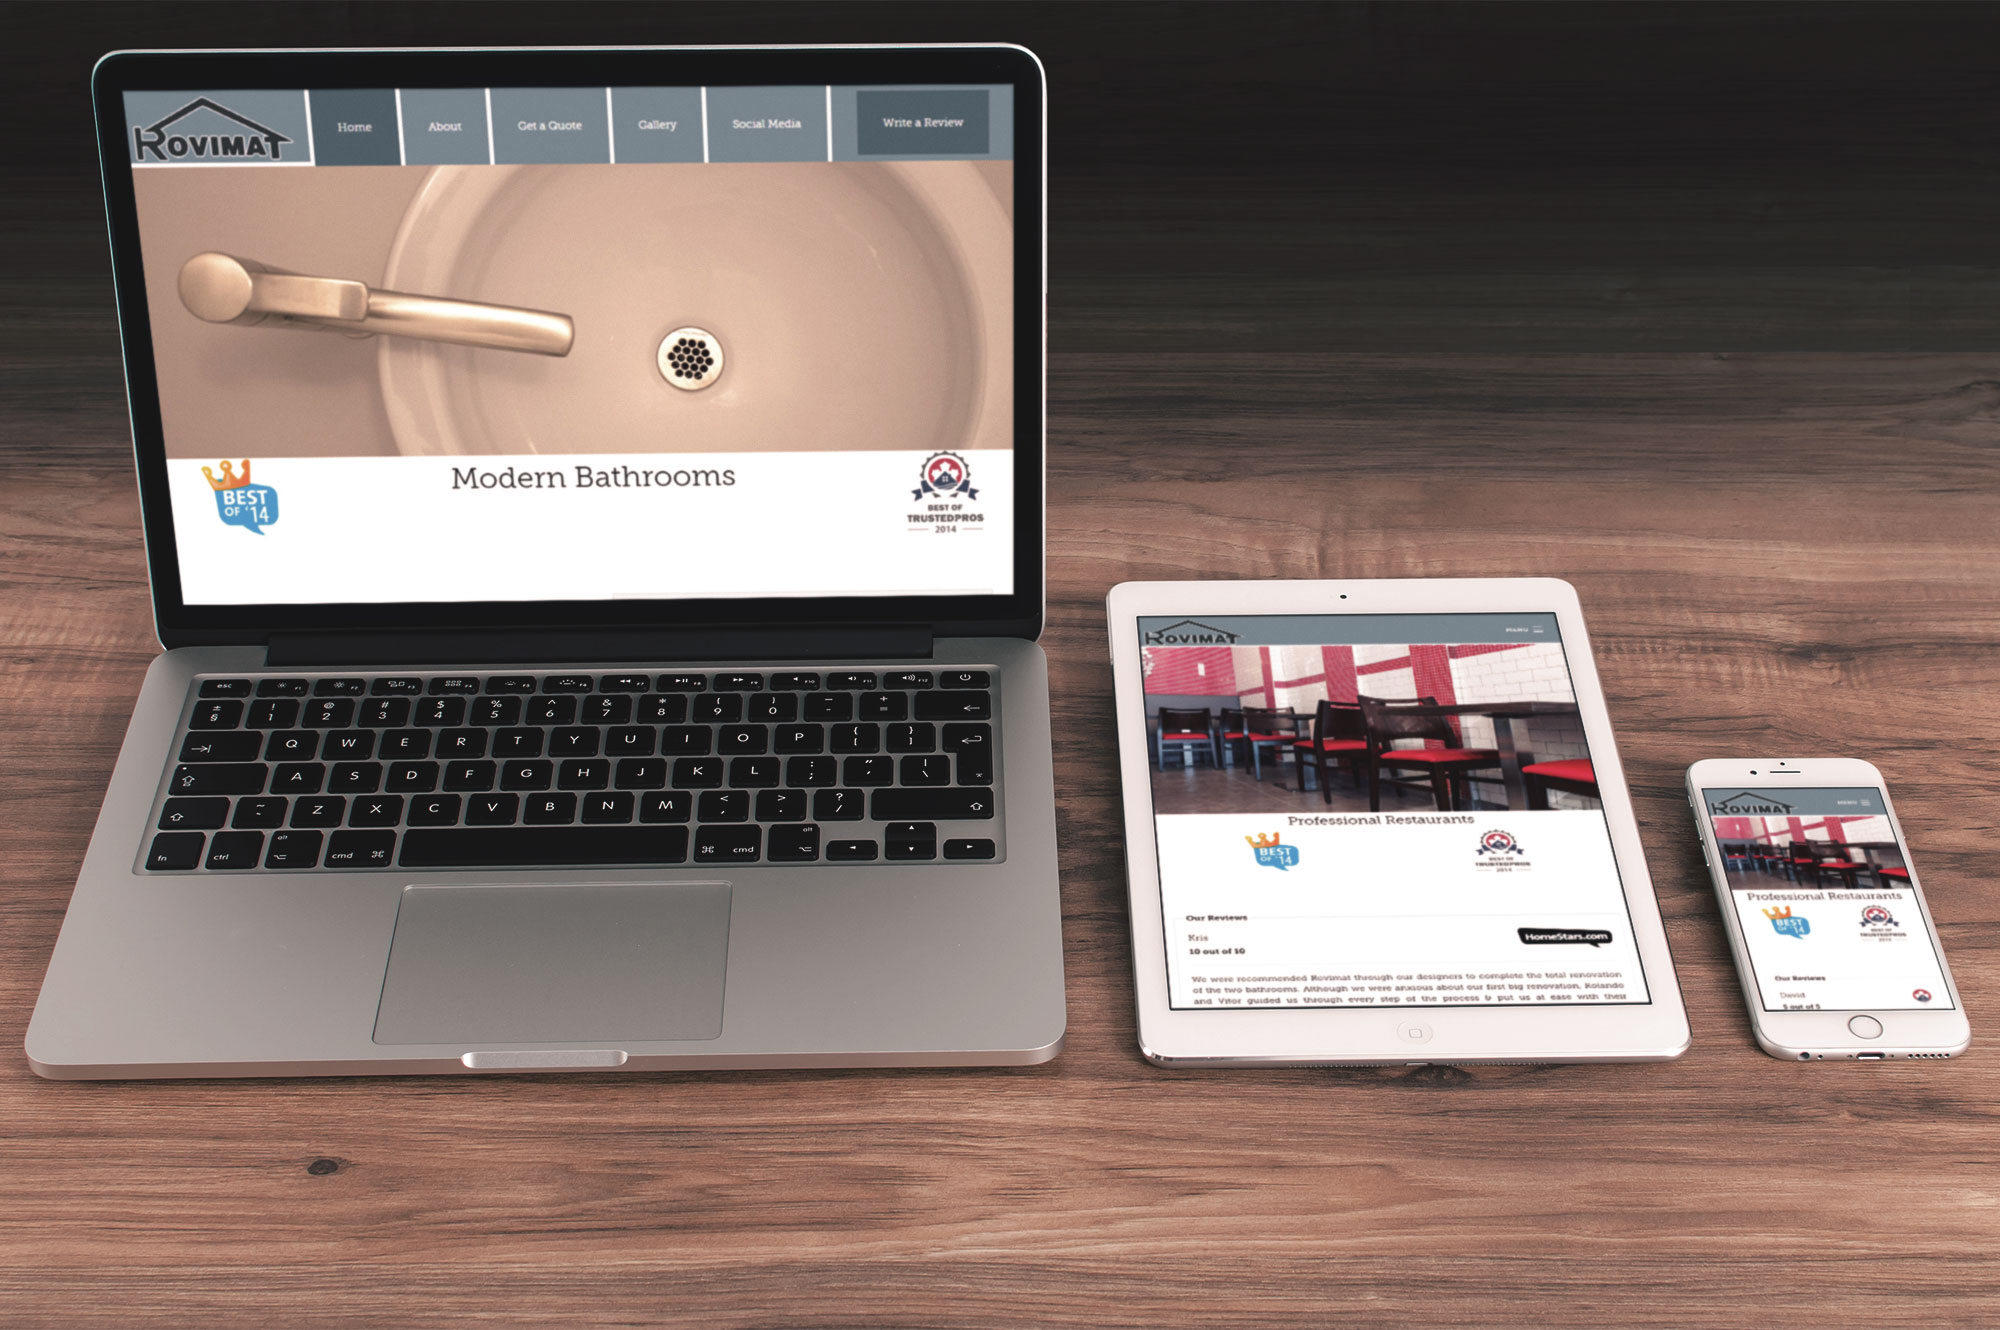 ROVIMAT
Home
About
Get a Quote
Gallery
Social Media
Write a Review
Modern Bathrooms
BEST
OF '14
BEST OF
TRUSTEDPROS
2014
esc F1 F2 F3 F4 F5 F6 F7 F8 F9 F10 F11 F12
± ! @ # $ % ^ & * ( ) – +
§ 1 2 3 4 5 6 7 8 9 0 - =
Q W E R T Y U I O P { [ } ]
A S D F G H J K L : ; " ' | \
~ ` Z X C V B N M < , > . ? /
fn ctrl alt cmd cmd alt
ROVIMAT
MENU
Professional Restaurants
BEST
OF '14
BEST OF
TRUSTEDPROS
2014
Our Reviews
Kris
HomeStars.com
10 out of 10
We were recommended Rovimat through our designers to complete the total renovation
of the two bathrooms. Although we were anxious about our first big renovation, Rolando
and Vitor guided us through every step of the process & put us at ease with their
ROVIMAT
MENU
Professional Restaurants
BEST
OF '14
BEST OF
TRUSTEDPROS
2014
Our Reviews
David
5 out of 5